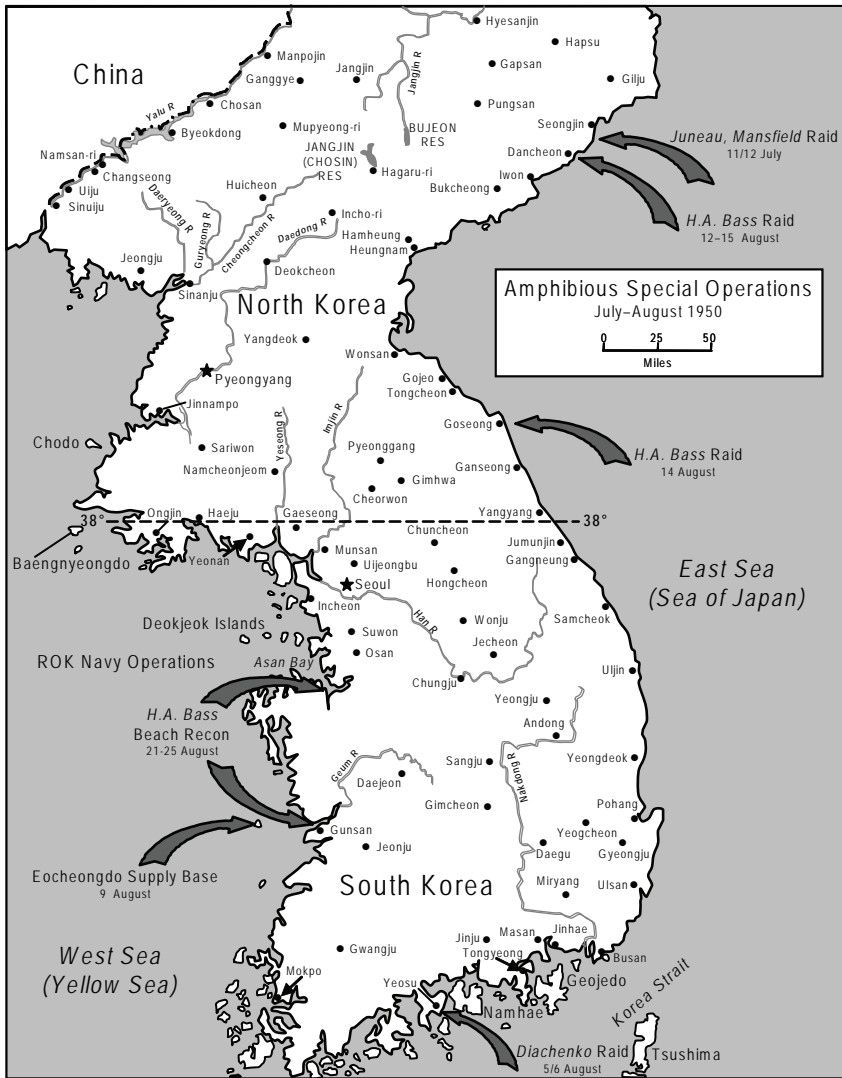 Hyesanjin
Hapsu
China
Manpojin
Ganggye
Jangjin
Jangjin R
Gapsan
Gilju
Yalu R
Chosan
Pungsan
Byeokdong
Mupyeong-ri
BUJEON
RES
Seongjin
Juneau, Mansfield Raid
11/12 July
JANGJIN
(CHOSIN)
RES
Dancheon
Namsan-ri
Changseong
Hagaru-ri
Iwon
Uiju
Daeryeong R
Huicheon
Bukcheong
Sinuiju
Guryeong R
Cheongcheon R
Incho-ri
H.A. Bass Raid
12–15 August
Daedong R
Hamheung
Heungnam
Jeongju
Deokcheon
Sinanju
Amphibious Special Operations
July–August 1950
0 25 50
Miles
North Korea
Yangdeok
Wonsan
Pyeongyang
Gojeo
Tongcheon
Jinnampo
Imjin R
Yeseong R
Goseong
Chodo
Sariwon
Pyeonggang
H.A. Bass Raid
14 August
Namcheonjeom
Gimhwa
Ganseong
Cheorwon
Ongjin
Haeju
Gaeseong
Yangyang
38°
38°
Baengnyeongdo
Yeonan
Munsan
Chuncheon
Jumunjin
Uijeongbu
Gangneung
Seoul
Hongcheon
East Sea
(Sea of Japan)
Incheon
Han R
Wonju
Samcheok
Deokjeok Islands
Suwon
Jecheon
ROK Navy Operations
Osan
Asan Bay
Chungju
Uljin
H.A. Bass
Beach Recon
21-25 August
Yeongju
Andong
Geum R
Sangju
Nakdong R
Yeongdeok
Daejeon
Gimcheon
Pohang
Gunsan
Yeogcheon
Jeonju
Daegu
Gyeongju
Eocheongdo Supply Base
9 August
South Korea
Miryang
Ulsan
West Sea
(Yellow Sea)
Gwangju
Jinju
Masan
Jinhae
Tongyeong
Busan
Mokpo
Geojedo
Yeosu
Namhae
Korea Strait
Diachenko Raid
5/6 August
Tsushima